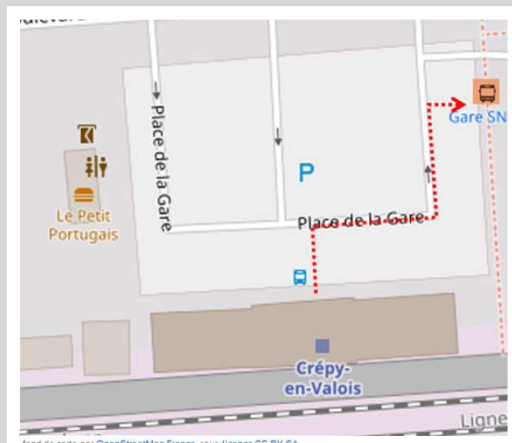 Place de la Gare
P
Gare SN
Place de la Gare
Le Petit
Portugais
Crépy-
en-Valois
Ligne